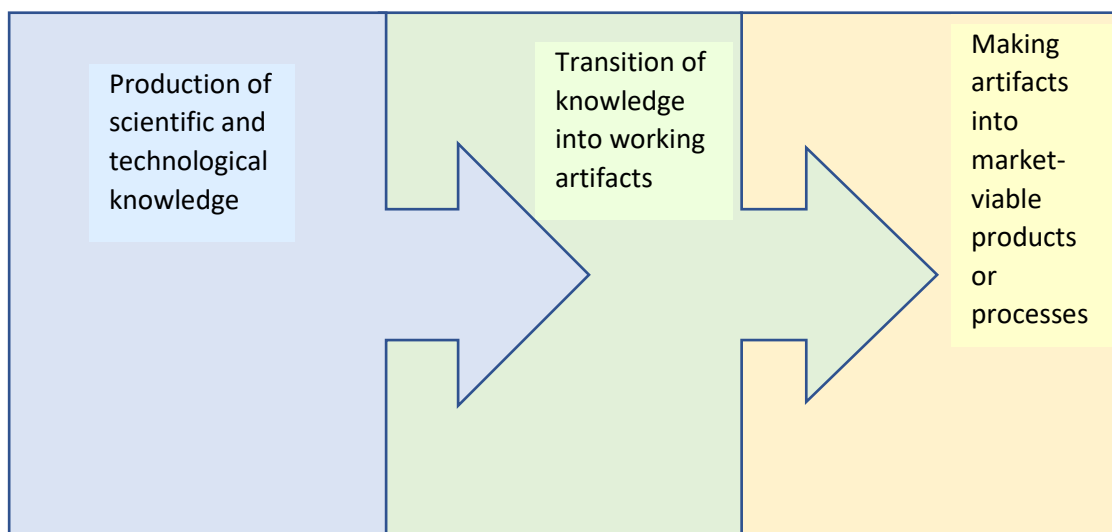 Production of
scientific and
technological
knowledge
Transition of
knowledge
into working
artifacts
Making
artifacts
into
market-
viable
products
or
processes